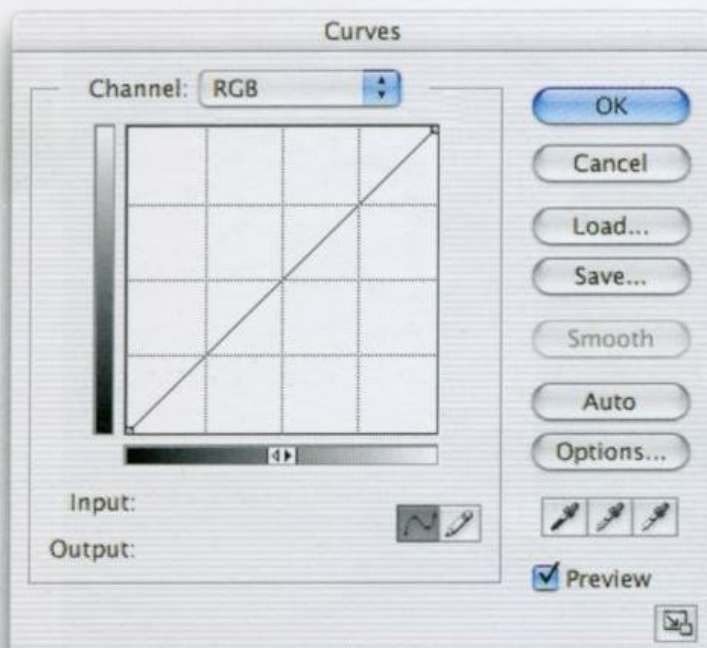 Curves
Channel: RGB
OK
Cancel
Load...
Save...
Smooth
Auto
Options...
Input:
Output:
Preview